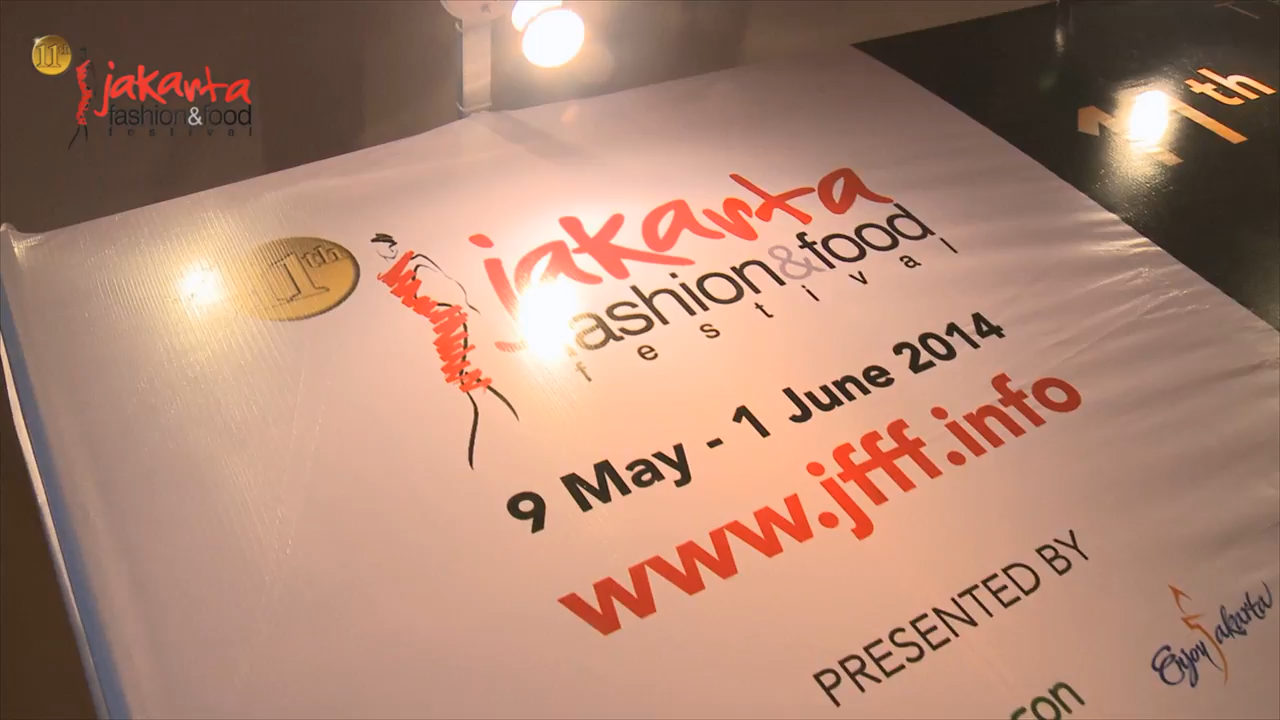 11th
jakarta
fashion&food
festival
11th
11th
jakarta
fashion&food
festival
9 May - 1 June 2014
www.jfff.info
PRESENTED BY
Enjoy Jakarta